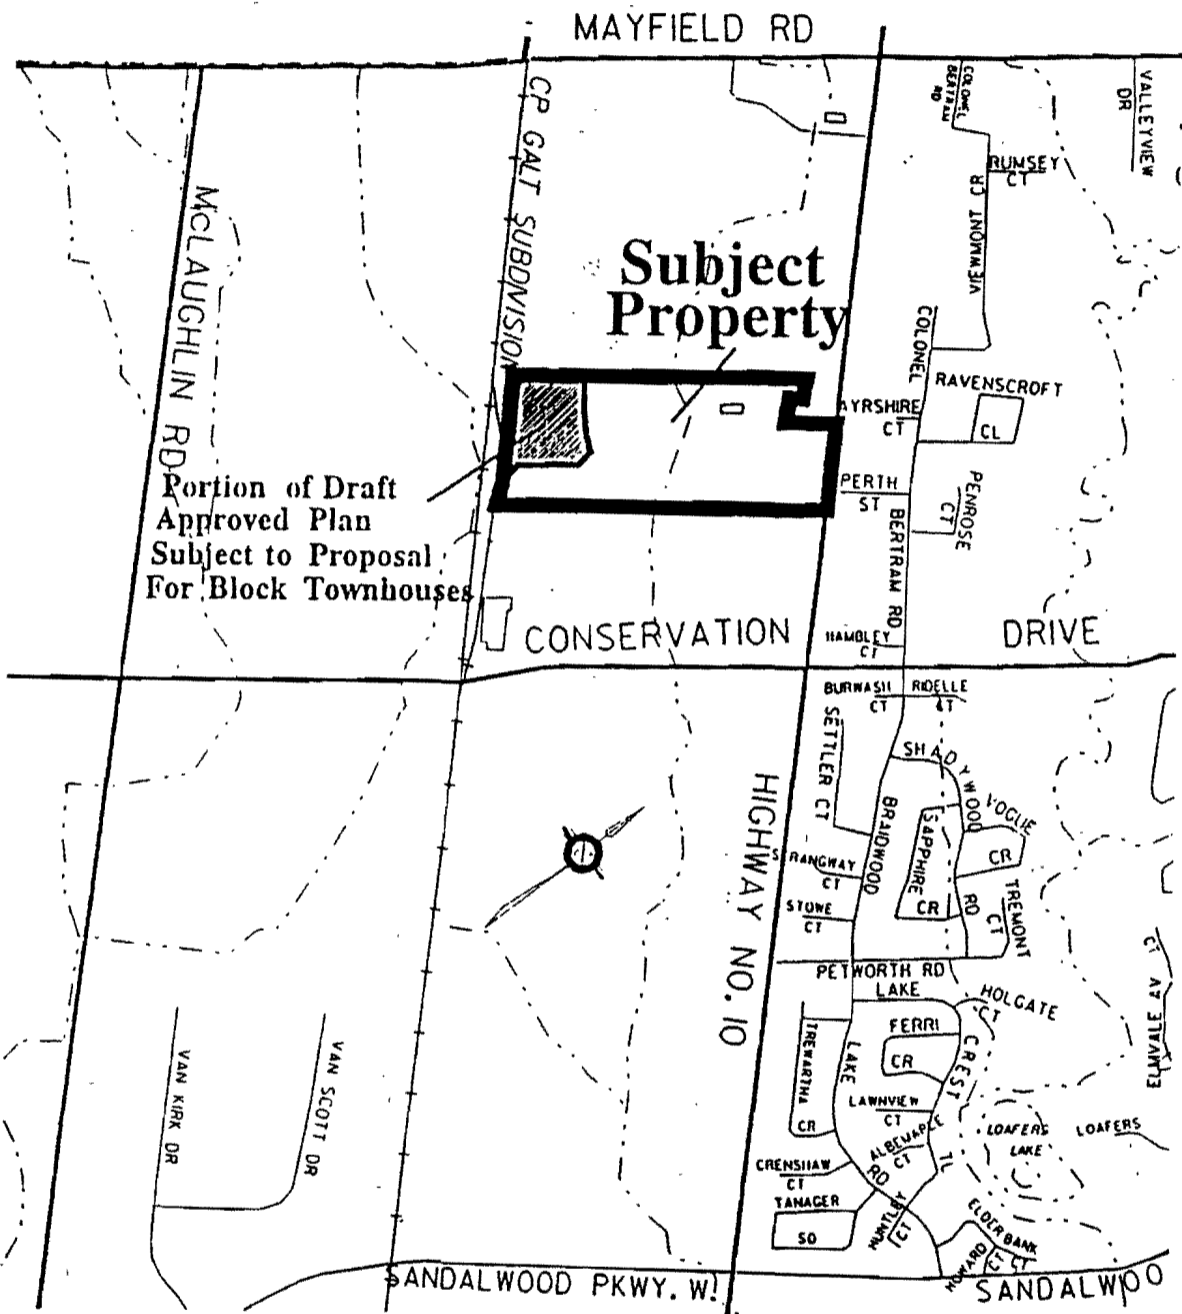 MAYFIELD RD
CP GALT SUBDIVISION
COLONEL
BERTRAM
RD
VALLEYVIEW
DR
RUMSEY
CT
VIEWMONT CR
McLAUGHLIN RD
Subject
Property
COLONEL
RAVENSCROFT
CL
AYRSHIRE
CT
PERTH
ST
PENROSE
CT
BERTRAM RD
Portion of Draft
Approved Plan
Subject to Proposal
For Block Townhouses
CONSERVATION DRIVE
HAMBLEY
CT
BURWASH
CT
RIDELLE
CT
SETTLER CT
SHADYWOOD
RD
VOGUE
CR
SAPPHIRE
CR
BRAIDWOOD
HIGHWAY NO. 10
STRANGWAY
CT
STOWE
CT
TREMONT
CT
PETWORTH RD
LAKE
HOLGATE
CT
ELMVALE AV
CT
FERRI
CR
CREST
TREWARTHA
CR
LAKE
RD
LAWNVIEW
CT
CT
TL
LOAFERS
LAKE
LOAFERS
VAN KIRK DR
VAN SCOTT DR
CRENSHAW
CT
TANAGER
SQ
HUNTLEY
CT
ELDERBANK
CT
HOWARD
CT
SANDALWOOD PKWY. W.
SANDALWOO